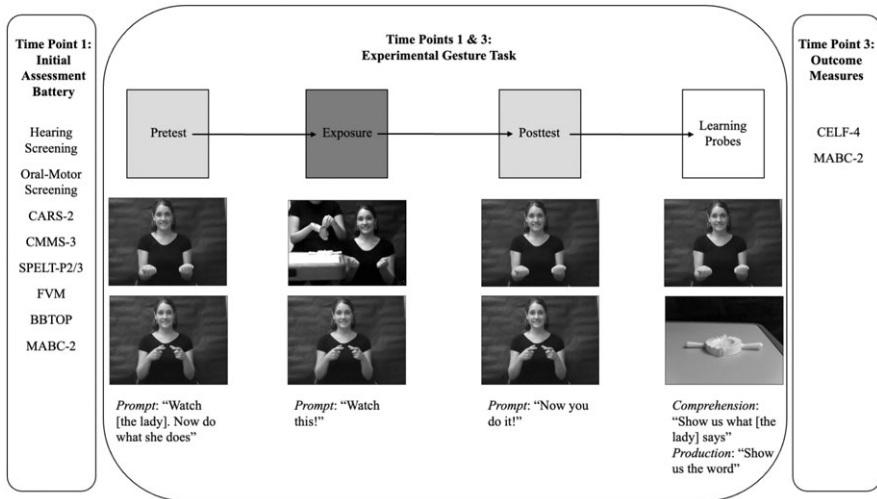 Time Point 1:
Initial
Assessment
Battery
Hearing
Screening
Oral-Motor
Screening
CARS-2
CMMS-3
SPELT-P2/3
FVM
BBTOP
MABC-2
Time Points 1 & 3:
Experimental Gesture Task
Pretest
Exposure
Posttest
Learning
Probes
Prompt: “Watch
[the lady]. Now do
what she does”
Prompt: “Watch
this!”
Prompt: “Now you
do it!”
Comprehension:
“Show us what [the
lady] says”
Production: “Show
us the word”
Time Point 3:
Outcome
Measures
CELF-4
MABC-2